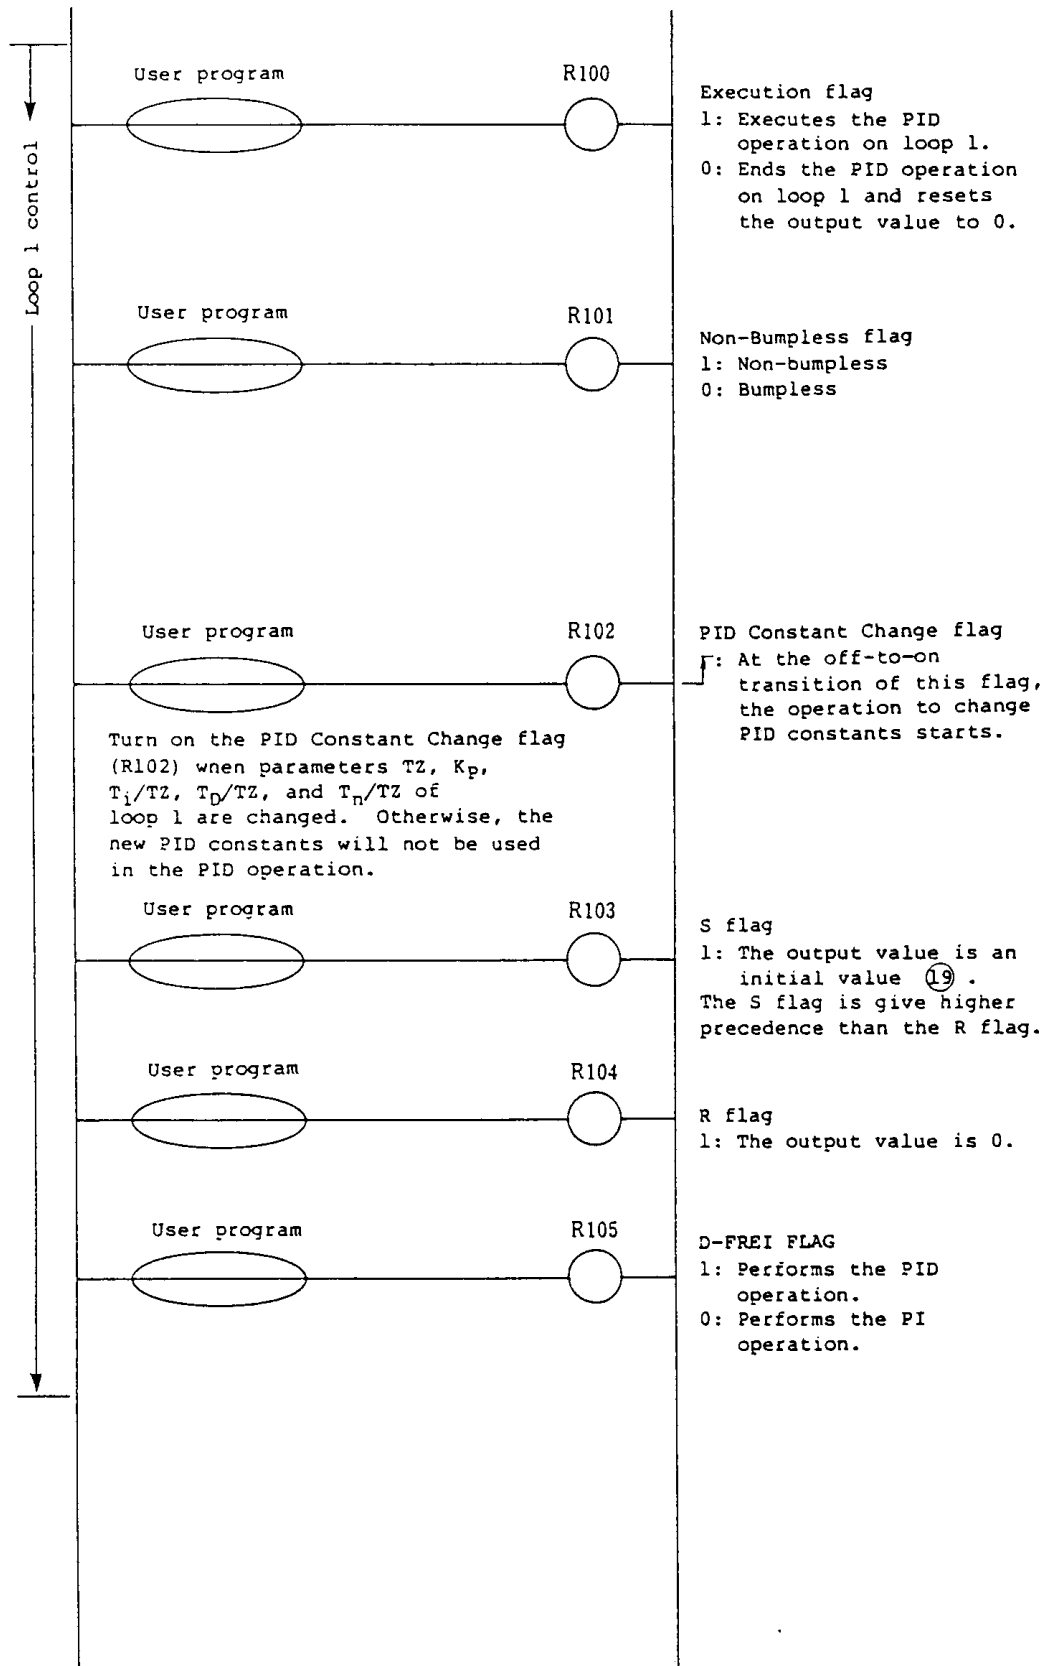 Loop 1 control
User program
R100
Execution flag
1: Executes the PID
operation on loop 1.
0: Ends the PID operation
on loop 1 and resets
the output value to 0.
User program
R101
Non-Bumpless flag
1: Non-bumpless
0: Bumpless
User program
R102
PID Constant Change flag
: At the off-to-on
transition of this flag,
the operation to change
PID constants starts.
Turn on the PID Constant Change flag
(R102) wnen parameters TZ, Kp,
Ti/TZ, TD/TZ, and Tn/TZ of
loop 1 are changed. Otherwise, the
new PID constants will not be used
in the PID operation.
User program
R103
S flag
1: The output value is an
initial value ⑲ .
The S flag is give higher
precedence than the R flag.
User program
R104
R flag
1: The output value is 0.
User program
R105
D-FREI FLAG
1: Performs the PID
operation.
0: Performs the PI
operation.